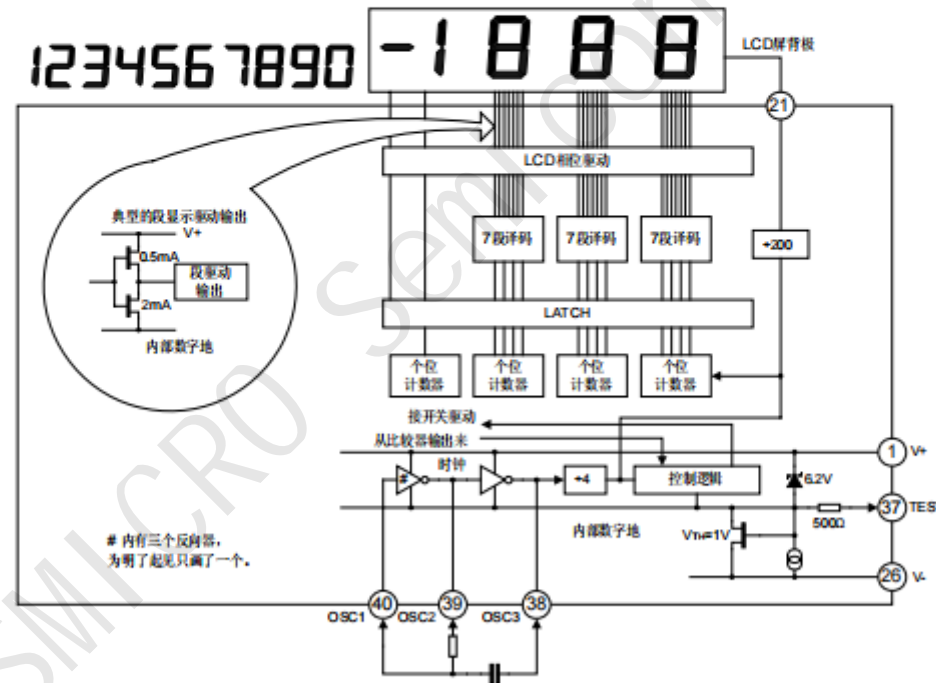 1234567890
-1888
LCD屏背极
21
LCD相位驱动
典型的段显示驱动输出
V+
0.5mA
段驱动
输出
2mA
内部数字地
7段译码
7段译码
7段译码
÷200
LATCH
个位
计数器
个位
计数器
个位
计数器
个位
计数器
接开关驱动
从比较器输出来
时钟
#
÷4
控制逻辑
1
V+
6.2V
37
TES
500Ω
内部数字地
VTH=1V
26
V-
# 内有三个反向器，
为明了起见只画了一个。
OSC1
40
OSC2
39
OSC3
38
SMICRO Semicon